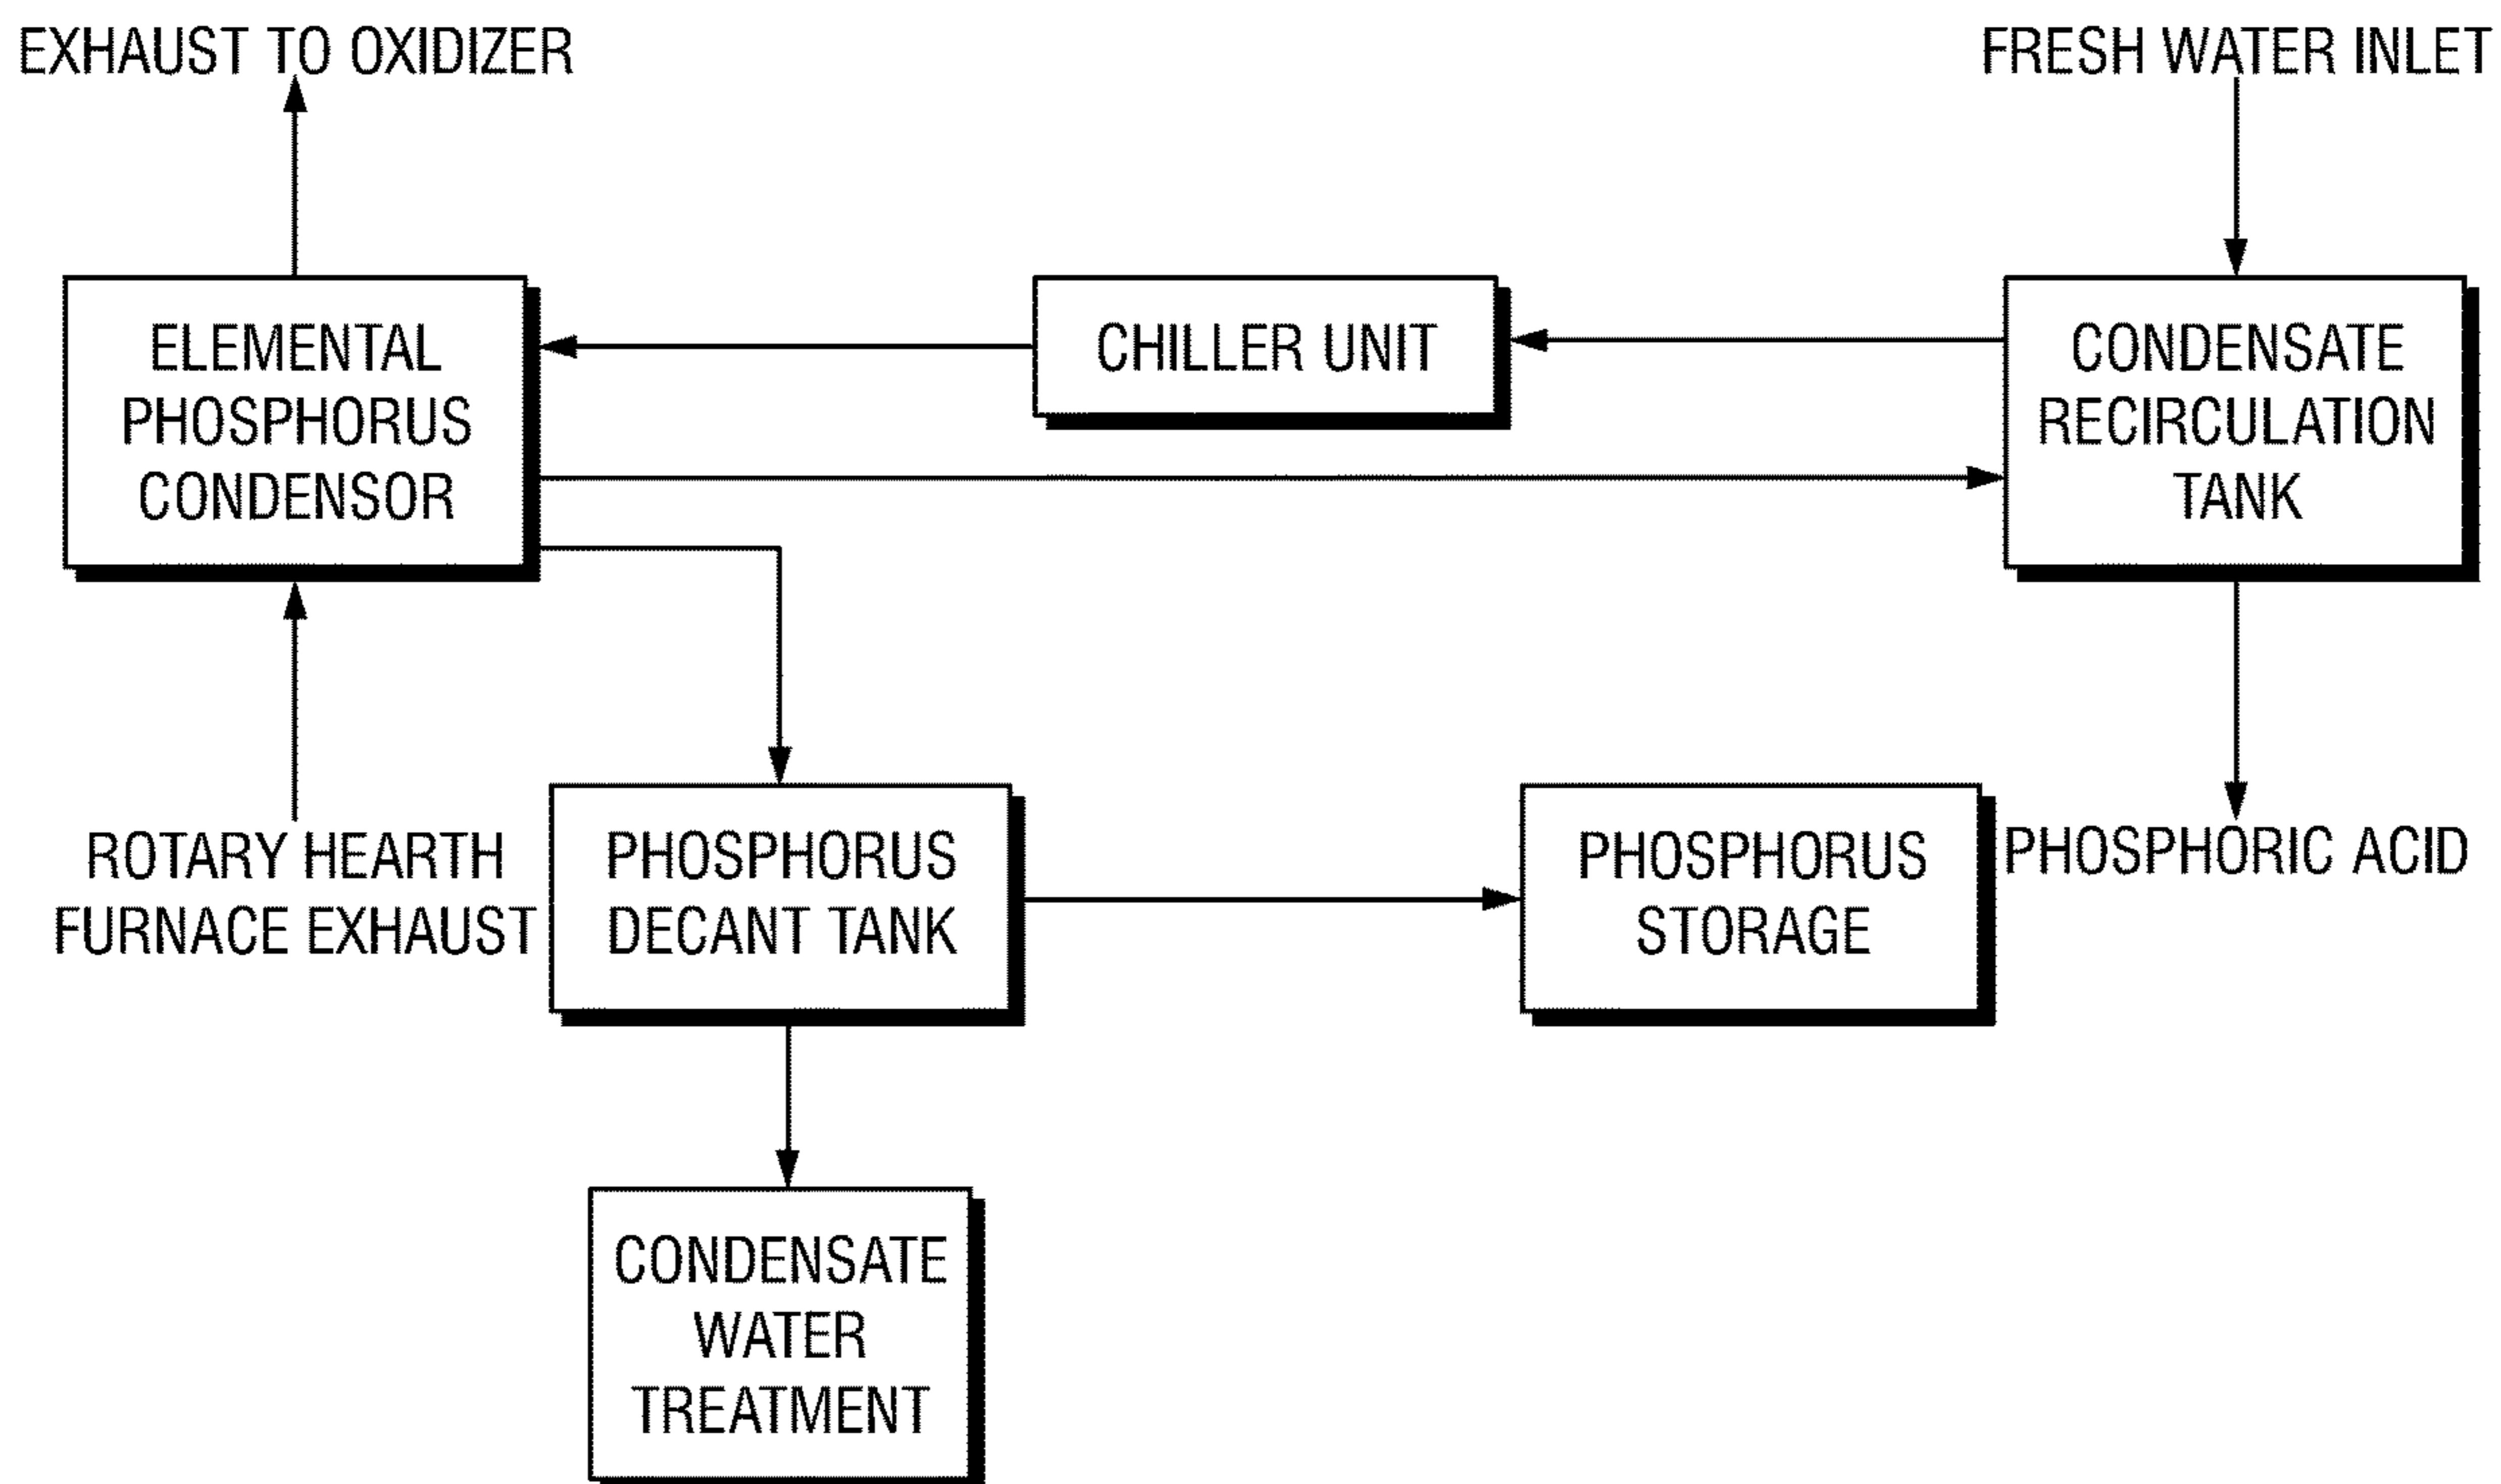 EXHAUST TO OXIDIZER
FRESH WATER INLET
ELEMENTAL
PHOSPHORUS
CONDENSOR
CHILLER UNIT
CONDENSATE
RECIRCULATION
TANK
ROTARY HEARTH
FURNACE EXHAUST
PHOSPHORUS
DECANT TANK
PHOSPHORUS
STORAGE
PHOSPHORIC ACID
CONDENSATE
WATER
TREATMENT